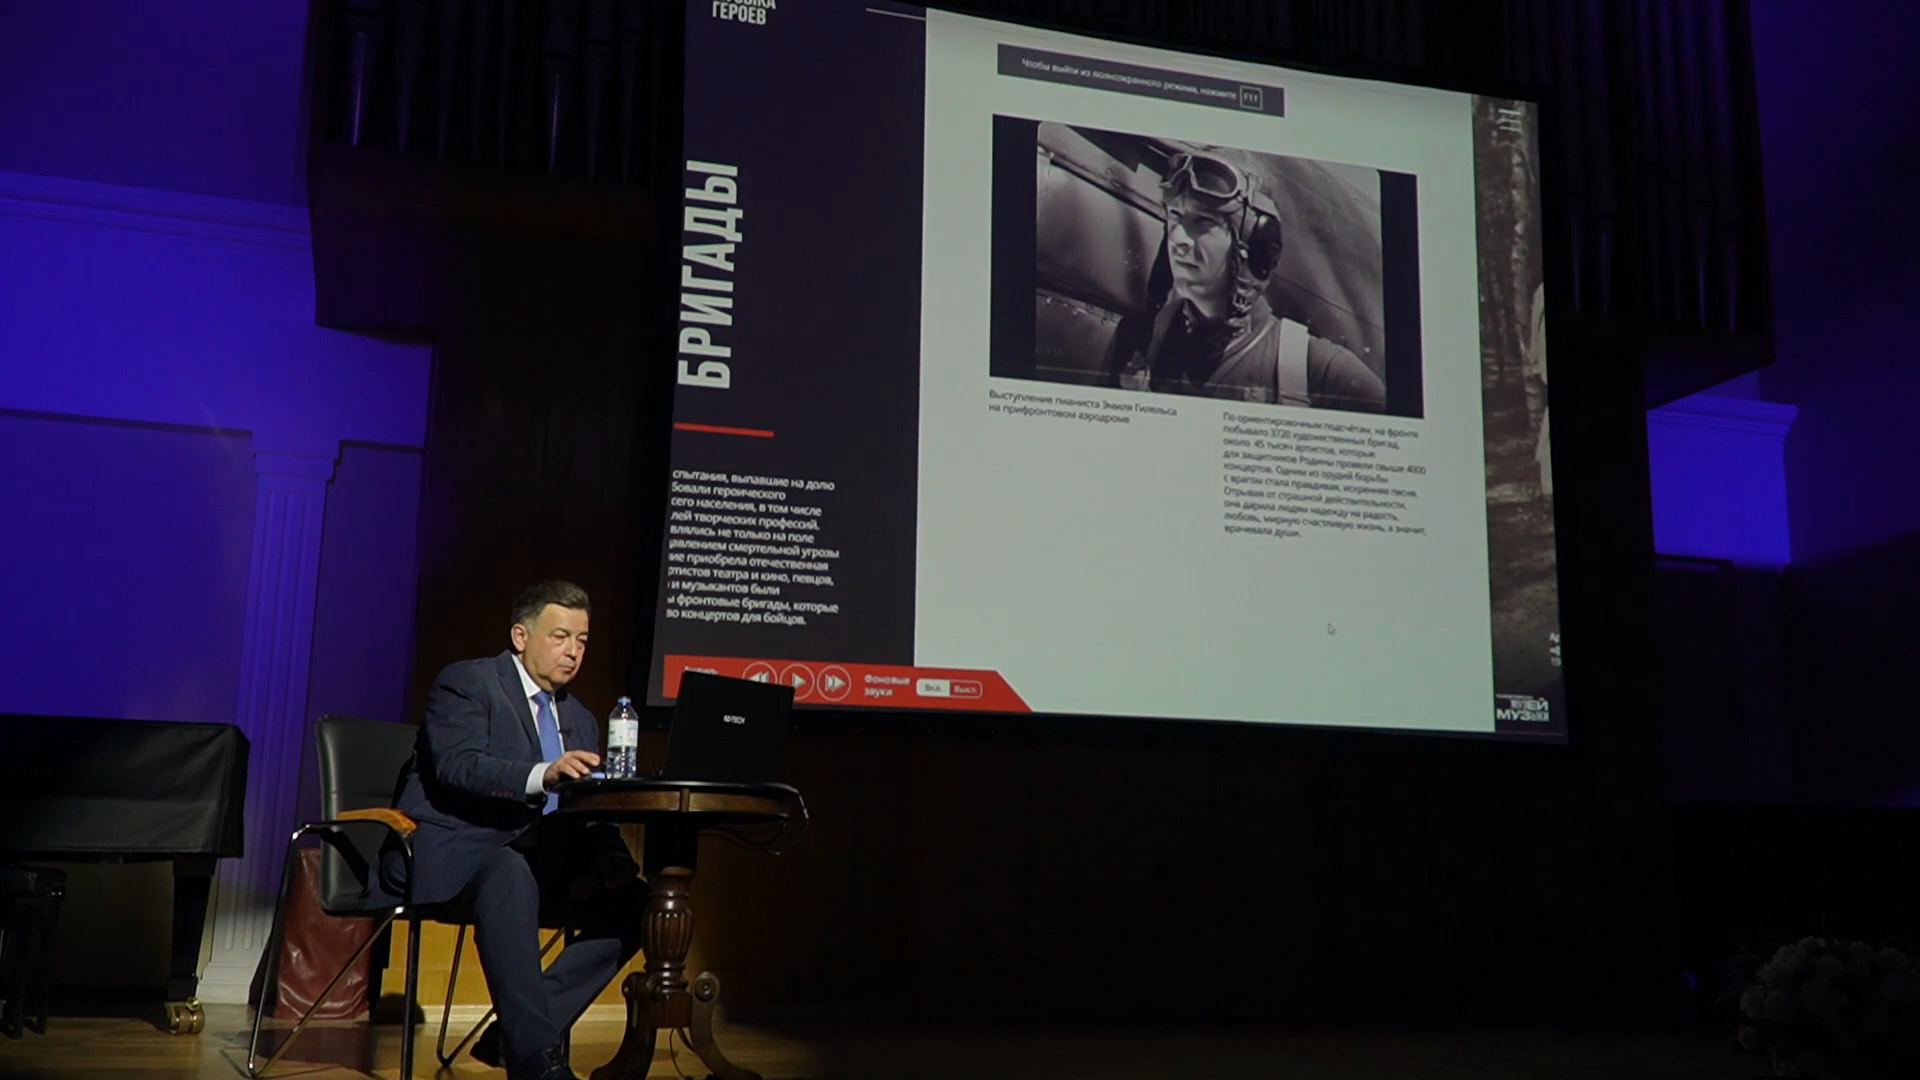 ГЕРОЕВ
Чтобы выйти из полноэкранного режима, нажмите F11
БРИГАДЫ
Выступление пианиста Эмиля Гилельса
на прифронтовом аэродроме
По ориентировочным подсчётам, на фронте
побывало 3720 художественных бригад,
около 45 тысяч артистов, которые
для защитников Родины провели свыше 4000
концертов. Одним из орудий борьбы
с врагом стала правдивая, искренняя песня.
Отрывая от страшной действительности,
она дарила людям надежду на радость,
любовь, мирную счастливую жизнь, а значит,
врачевала души.
спытания, выпавшие на долю
бовали героического
сего населения, в том числе
лей творческих профессий.
влялись не только на поле
давлением смертельной угрозы
ие приобрела отечественная
ртистов театра и кино, певцов,
и музыкантов были
ы фронтовые бригады, которые
во концертов для бойцов.
Фоновые
звуки
Вкл. Выкл.
МУЗЕЙ
МУЗЫКИ